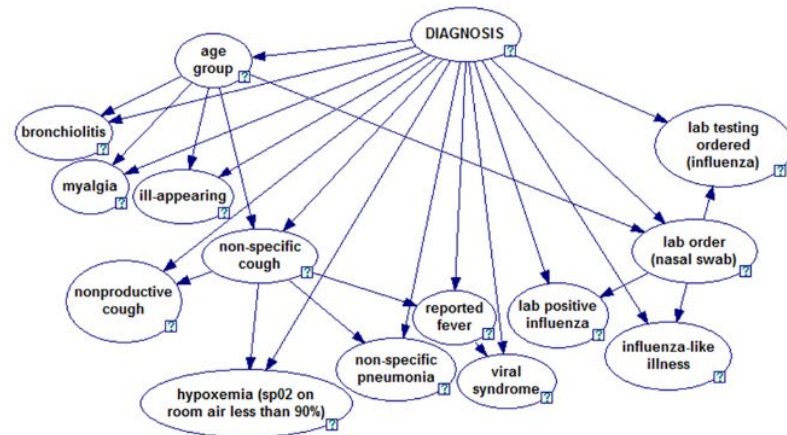 DIAGNOSIS
?
age
group
?
bronchiolitis
?
lab testing
ordered
(influenza)
?
myalgia
?
ill-appearing
?
non-specific
cough
?
lab order
(nasal swab)
?
nonproductive
cough
?
reported
fever
?
lab positive
influenza
?
influenza-like
illness
?
non-specific
pneumonia
?
viral
syndrome
?
hypoxemia (sp02 on
room air less than 90%)
?